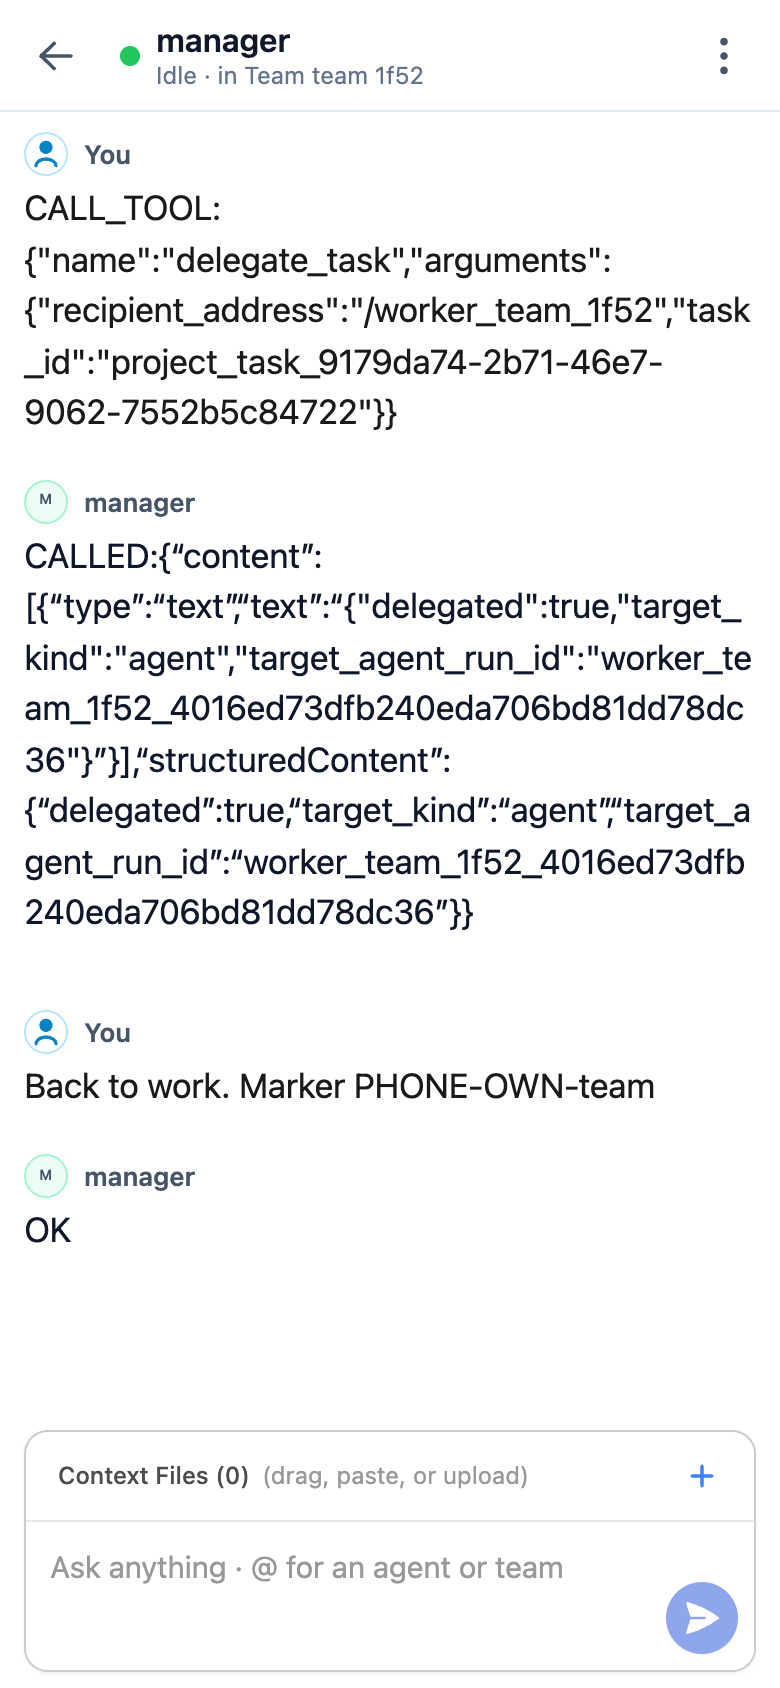 manager
Idle · in Team team 1f52
You
CALL_TOOL:
{"name":"delegate_task","arguments":
{"recipient_address":"/worker_team_1f52","task
_id":"project_task_9179da74-2b71-46e7-
9062-7552b5c84722"}}
M manager
CALLED:{“content”:
[{“type”:“text”,“text”:“{"delegated":true,"target_
kind":"agent","target_agent_run_id":"worker_te
am_1f52_4016ed73dfb240eda706bd81dd78dc
36"}”}],“structuredContent”:
{“delegated”:true,“target_kind”:“agent”,“target_a
gent_run_id”:“worker_team_1f52_4016ed73dfb
240eda706bd81dd78dc36”}}
You
Back to work. Marker PHONE-OWN-team
M manager
OK
Context Files (0) (drag, paste, or upload)
Ask anything · @ for an agent or team